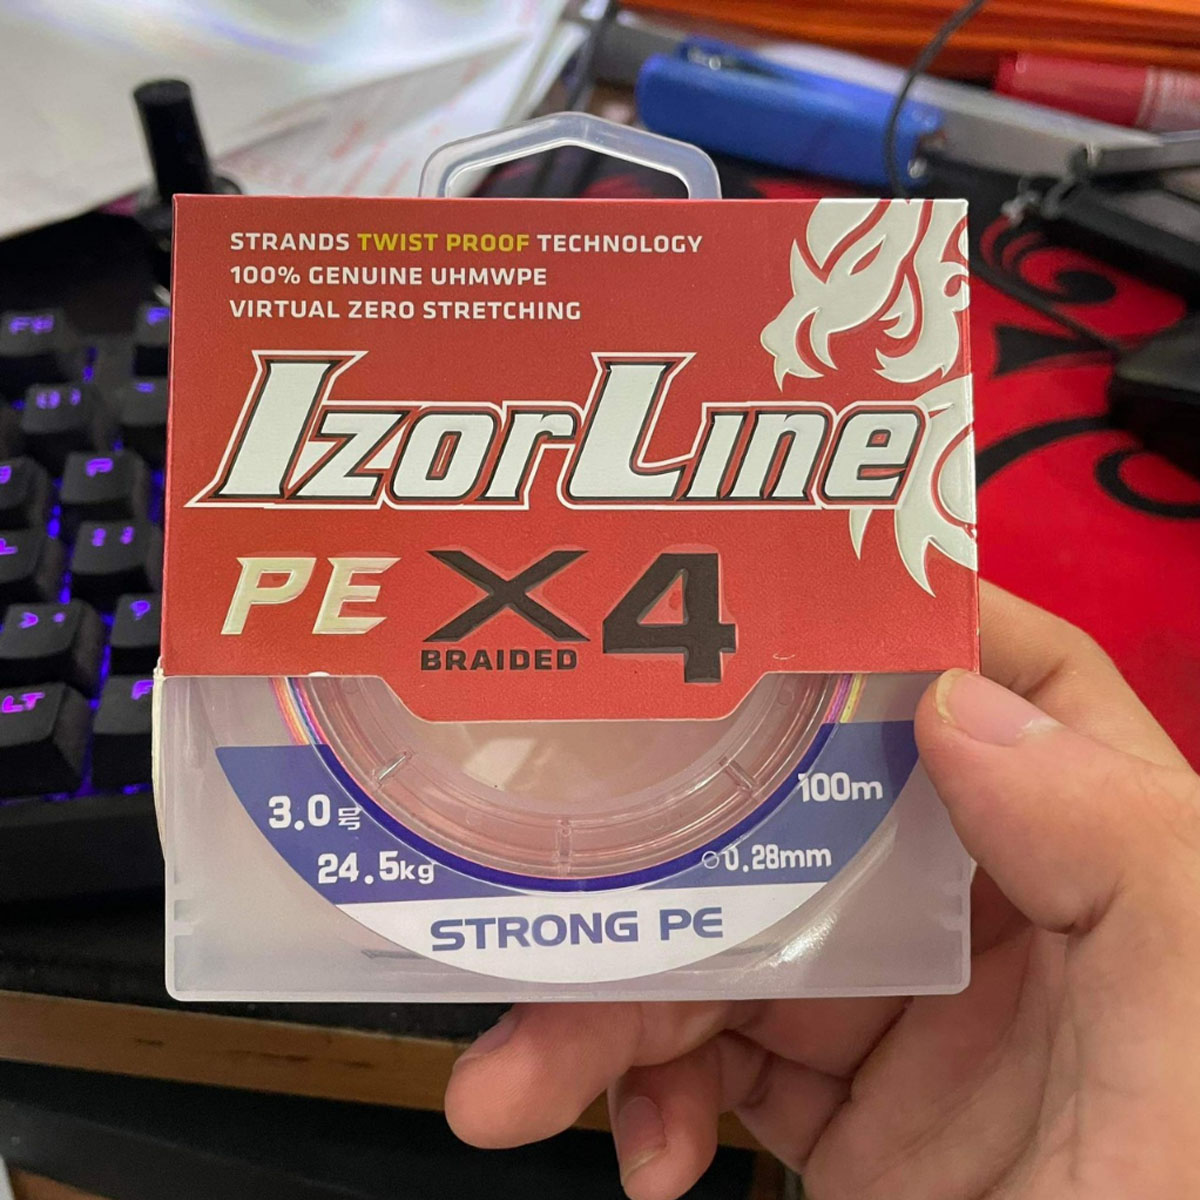 STRANDS TWIST PROOF TECHNOLOGY
100% GENUINE UHMWPE
VIRTUAL ZERO STRETCHING
IZORLINE
PE X4
BRAIDED
3.0号
100m
24.5kg
⌀0.28mm
STRONG PE